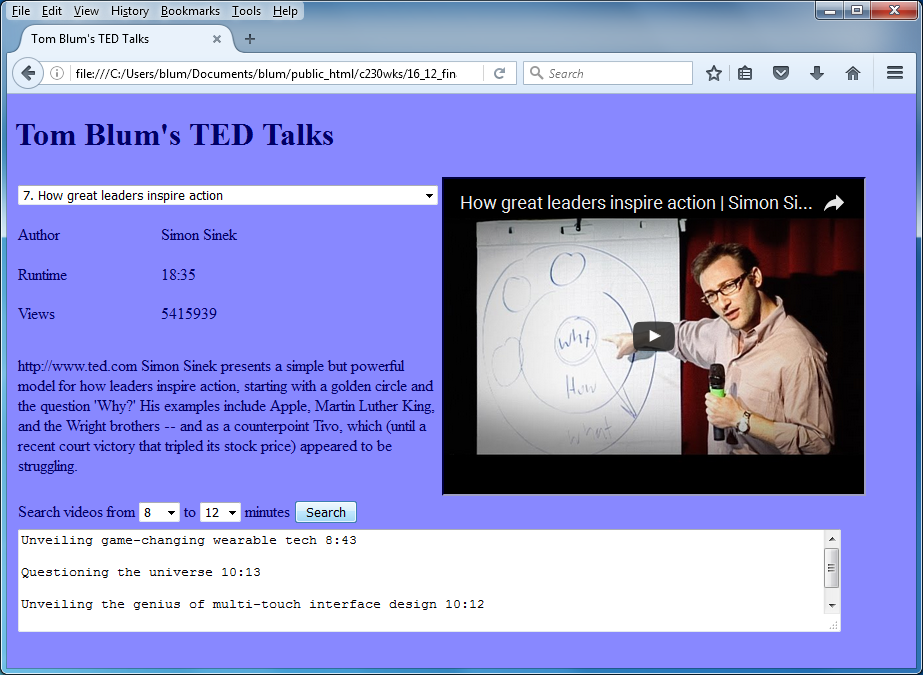 File Edit View History Bookmarks Tools Help
Tom Blum's TED Talks
file:///C:/Users/blum/Documents/blum/public_html/c230wks/16_12_fin
Search
Tom Blum's TED Talks
7. How great leaders inspire action
How great leaders inspire action | Simon Si...
Author Simon Sinek
Runtime 18:35
Views 5415939
Why
How
What
http://www.ted.com Simon Sinek presents a simple but powerful
model for how leaders inspire action, starting with a golden circle and
the question 'Why?' His examples include Apple, Martin Luther King,
and the Wright brothers -- and as a counterpoint Tivo, which (until a
recent court victory that tripled its stock price) appeared to be
struggling.
Search videos from 8 to 12 minutes Search
Unveiling game-changing wearable tech 8:43
Questioning the universe 10:13
Unveiling the genius of multi-touch interface design 10:12